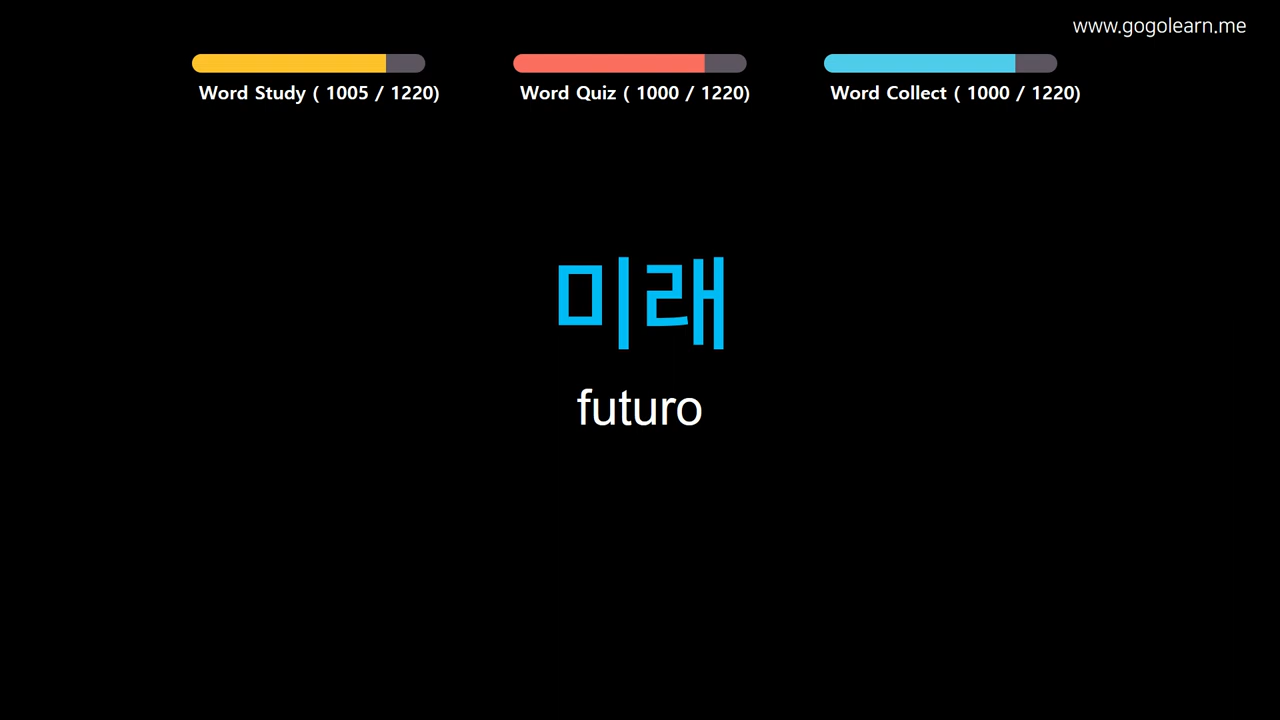 www.gogolearn.me
Word Study ( 1005 / 1220)
Word Quiz ( 1000 / 1220)
Word Collect ( 1000 / 1220)
미래
futuro